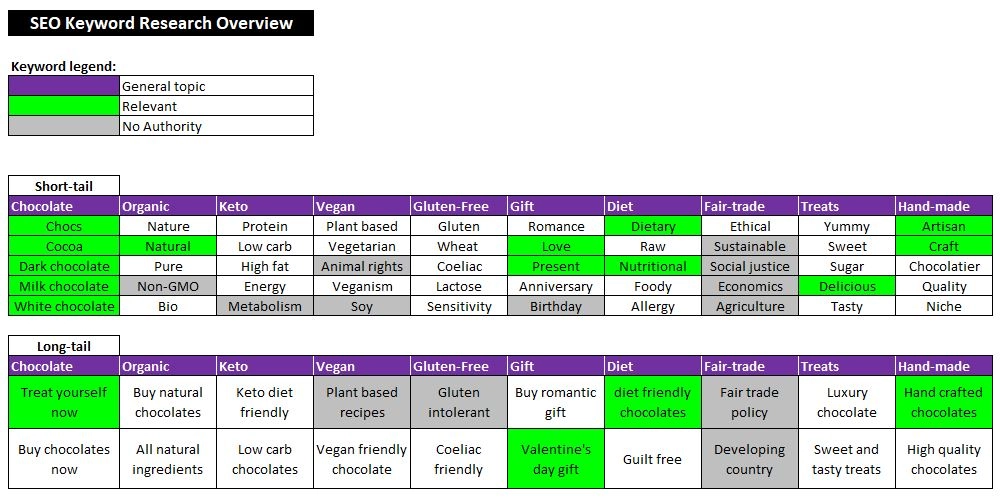 SEO Keyword Research Overview
Keyword legend:
General topic
Relevant
No Authority
Short-tail
Chocolate Organic Keto Vegan Gluten-Free Gift Diet Fair-trade Treats Hand-made
Chocs Nature Protein Plant based Gluten Romance Dietary Ethical Yummy Artisan
Cocoa Natural Low carb Vegetarian Wheat Love Raw Sustainable Sweet Craft
Dark chocolate Pure High fat Animal rights Coeliac Present Nutritional Social justice Sugar Chocolatier
Milk chocolate Non-GMO Energy Veganism Lactose Anniversary Foody Economics Delicious Quality
White chocolate Bio Metabolism Soy Sensitivity Birthday Allergy Agriculture Tasty Niche
Long-tail
Chocolate Organic Keto Vegan Gluten-Free Gift Diet Fair-trade Treats Hand-made
Treat yourself Buy natural Keto diet Plant based Gluten Buy romantic diet friendly Fair trade Luxury Hand crafted
now chocolates friendly recipes intolerant gift chocolates policy chocolate chocolates
Buy chocolates All natural Low carb Vegan friendly Coeliac Valentine's Guilt free Developing Sweet and High quality
now ingredients chocolates chocolate friendly day gift country tasty treats chocolates